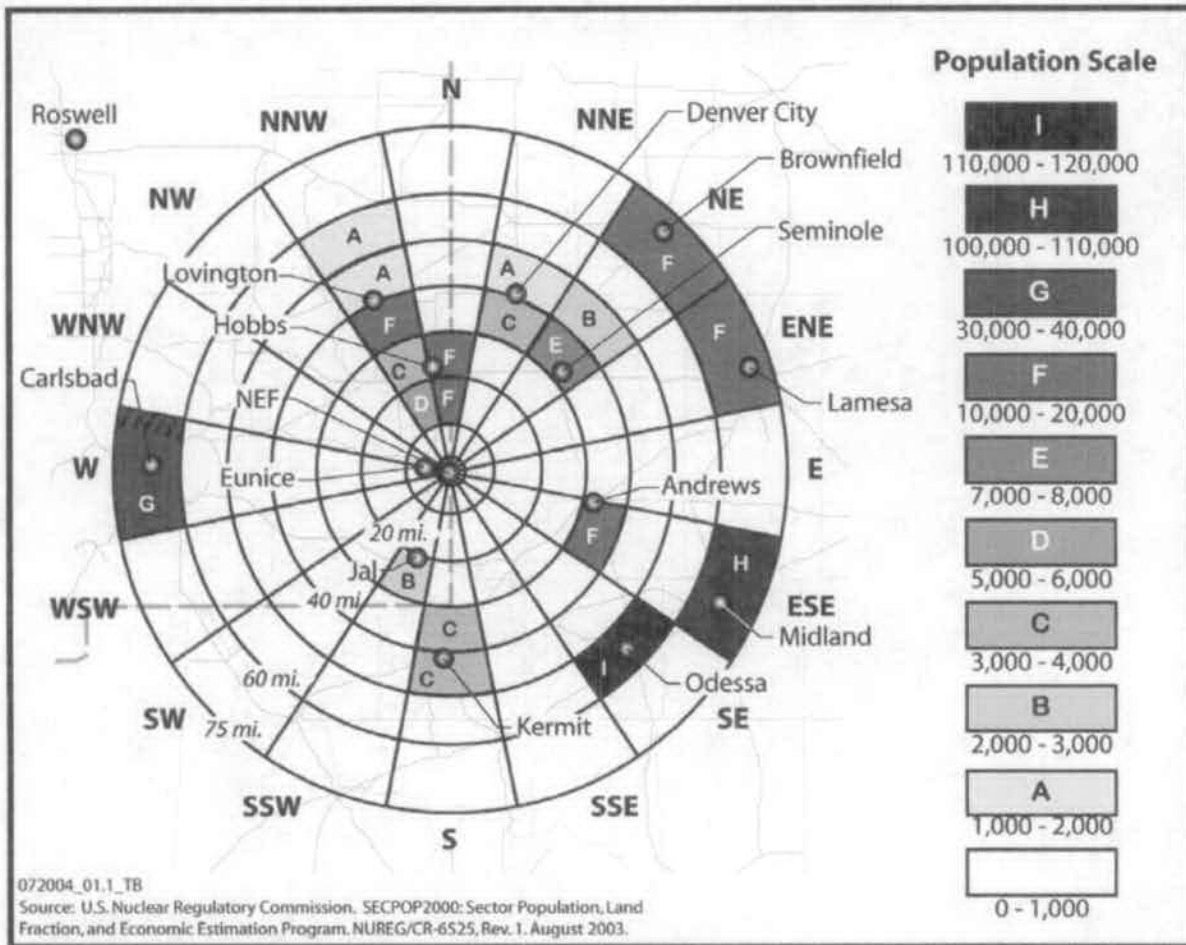 Population Scale
N
NNW
NNE
Roswell
Denver City
Brownfield
NW
NE
Seminole
Lovington
WNW
Hobbs
ENE
Carlsbad
NEF
Lamesa
W
Eunice
Andrews
E
20 mi.
Jal
40 mi.
WSW
ESE
Midland
60 mi.
Odessa
SW
75 mi.
Kermit
SE
SSW
SSE
S
A
A
A
F
C
B
F
C
D
F
F
E
F
F
G
B
C
C
F
H
I
I
110,000 - 120,000
H
100,000 - 110,000
G
30,000 - 40,000
F
10,000 - 20,000
E
7,000 - 8,000
D
5,000 - 6,000
C
3,000 - 4,000
B
2,000 - 3,000
A
1,000 - 2,000
0 - 1,000
072004_01.1_TB
Source: U.S. Nuclear Regulatory Commission. SECPOP2000: Sector Population, Land
Fraction, and Economic Estimation Program. NUREG/CR-6525, Rev. 1. August 2003.